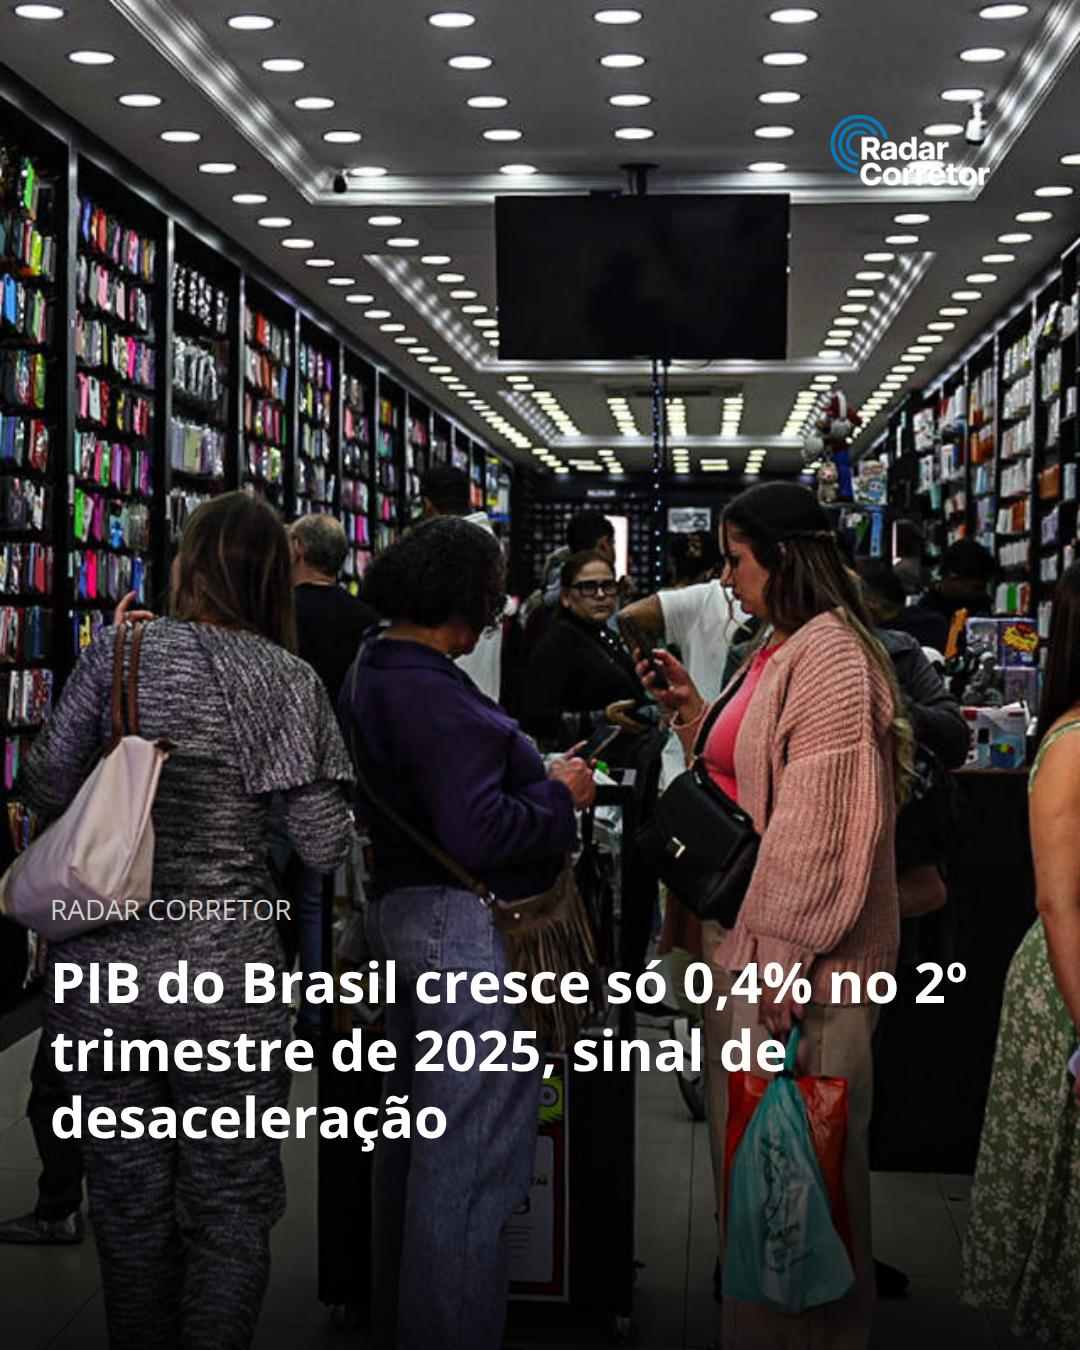 Radar
Corretor
RADAR CORRETOR
PIB do Brasil cresce só 0,4% no 2º
trimestre de 2025, sinal de
desaceleração